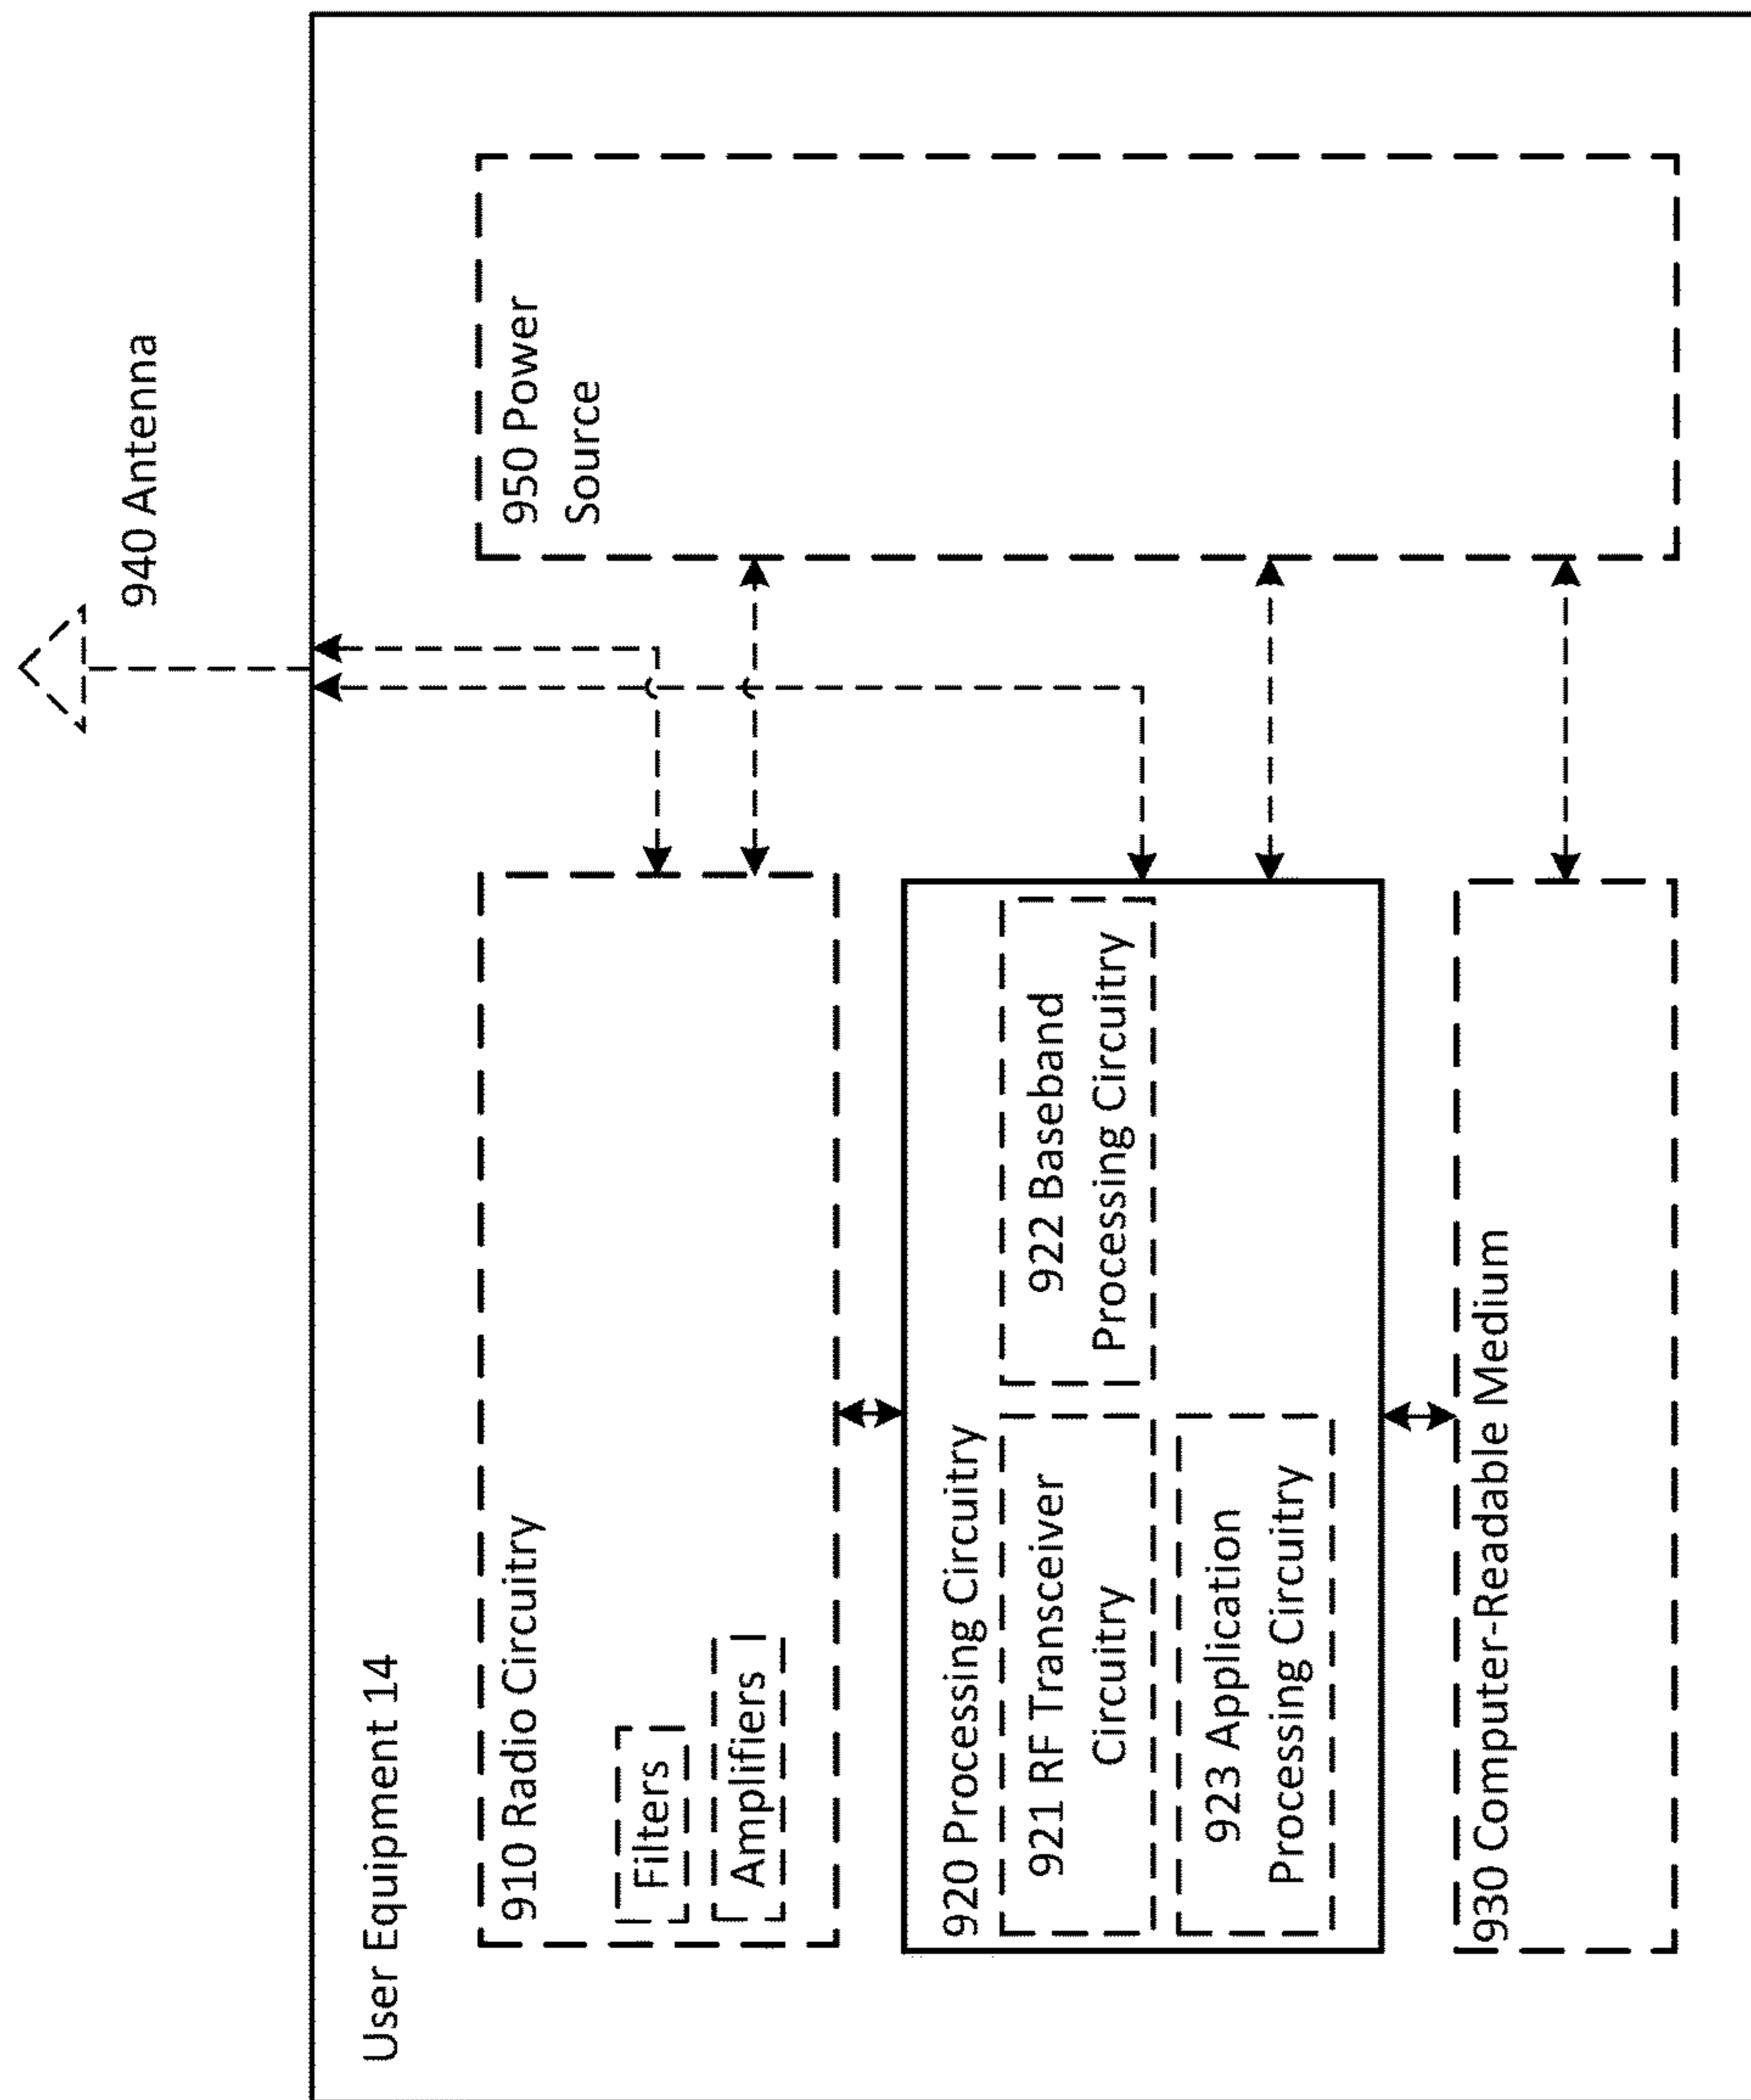 940 Antenna
User Equipment 14
910 Radio Circuitry
Filters
Amplifiers
920 Processing Circuitry
921 RF Transceiver
Circuitry
922 Baseband
Processing Circuitry
923 Application
Processing Circuitry
930 Computer-Readable Medium
950 Power
Source